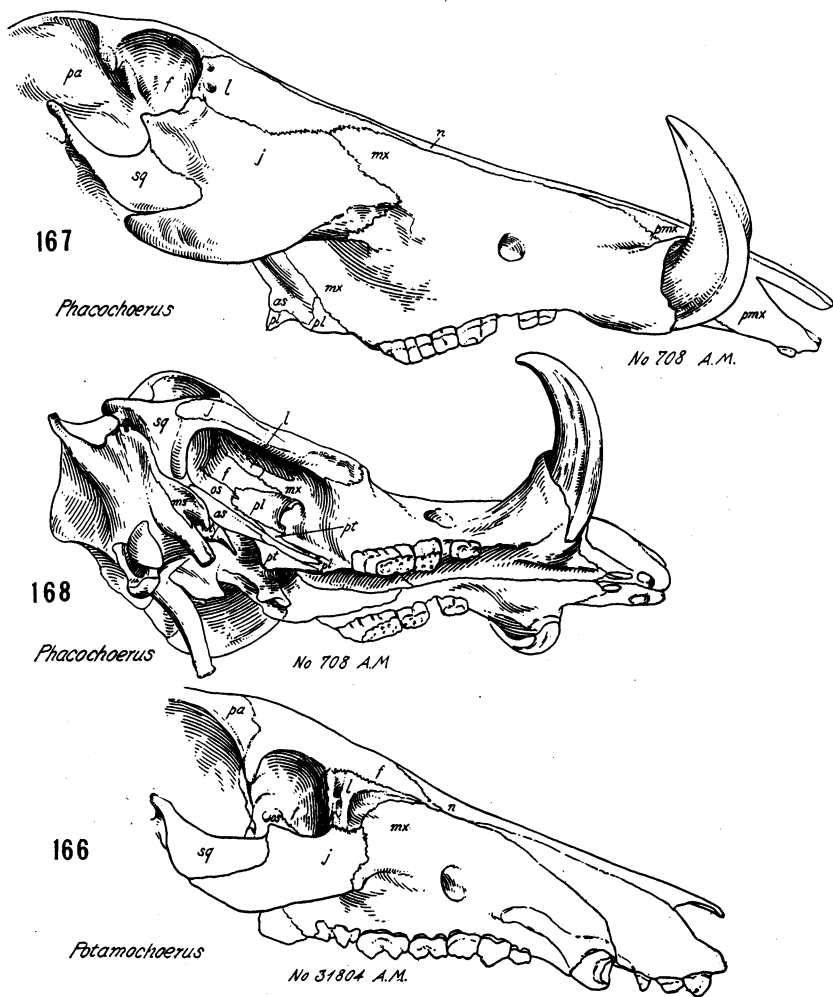 pa
f
l
n
j
mx
sq
167
pmx
mx
as
pl
pl
pmx
Phacochoerus
No 708 A.M.
j
sq
l
f
mx
os
pl
ms
as
pt
pt
pl
168
Phacochoerus
No 708 A.M
pa
f
l
n
os
mx
166
sq
j
Potamochoerus
No 31804 A.M.